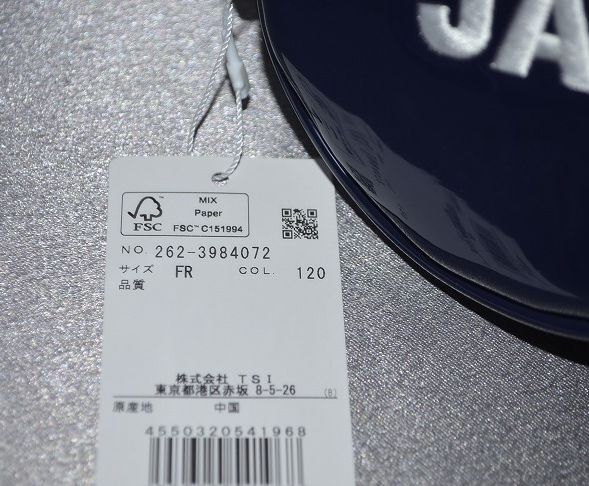 JA
FSC
MIX
Paper
FSC™ C151994
NO. 262-3984072
サイズ FR COL. 120
品質
株式会社 TSI
東京都港区赤坂 8-5-26 (B)
原産地 中国
4550320541968